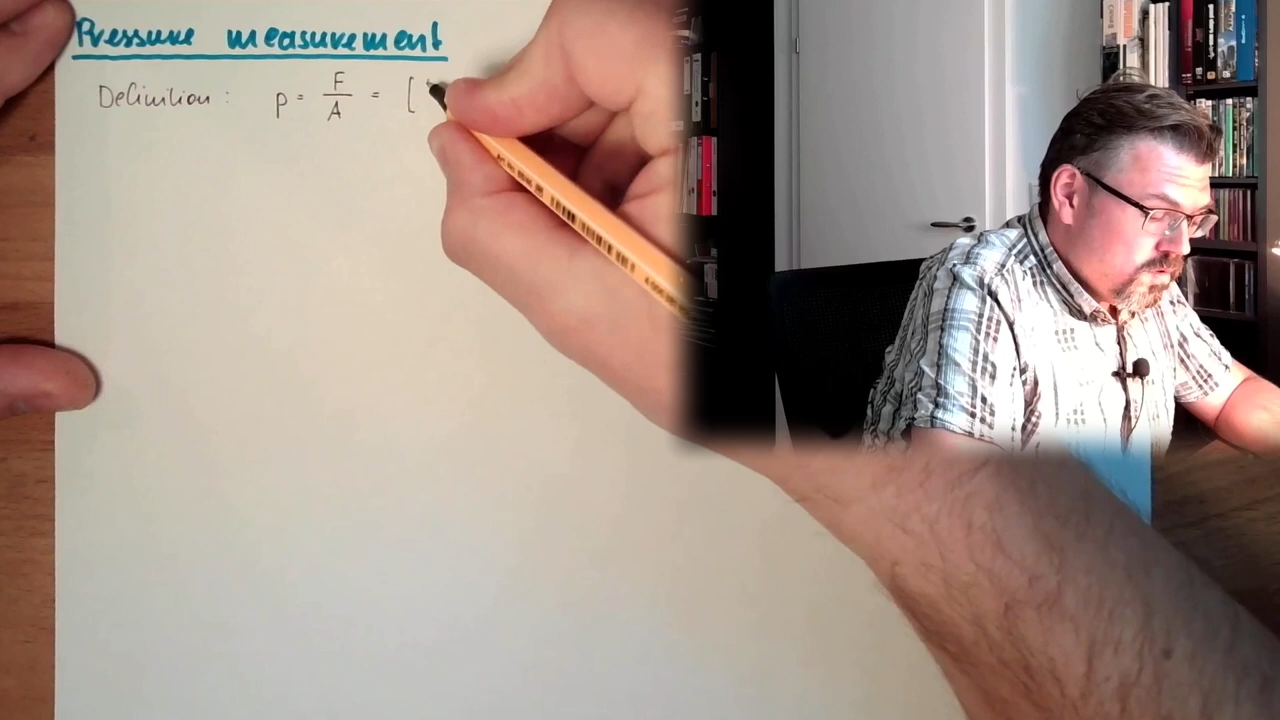 Pressure measurement
Definition : p = F / A = [